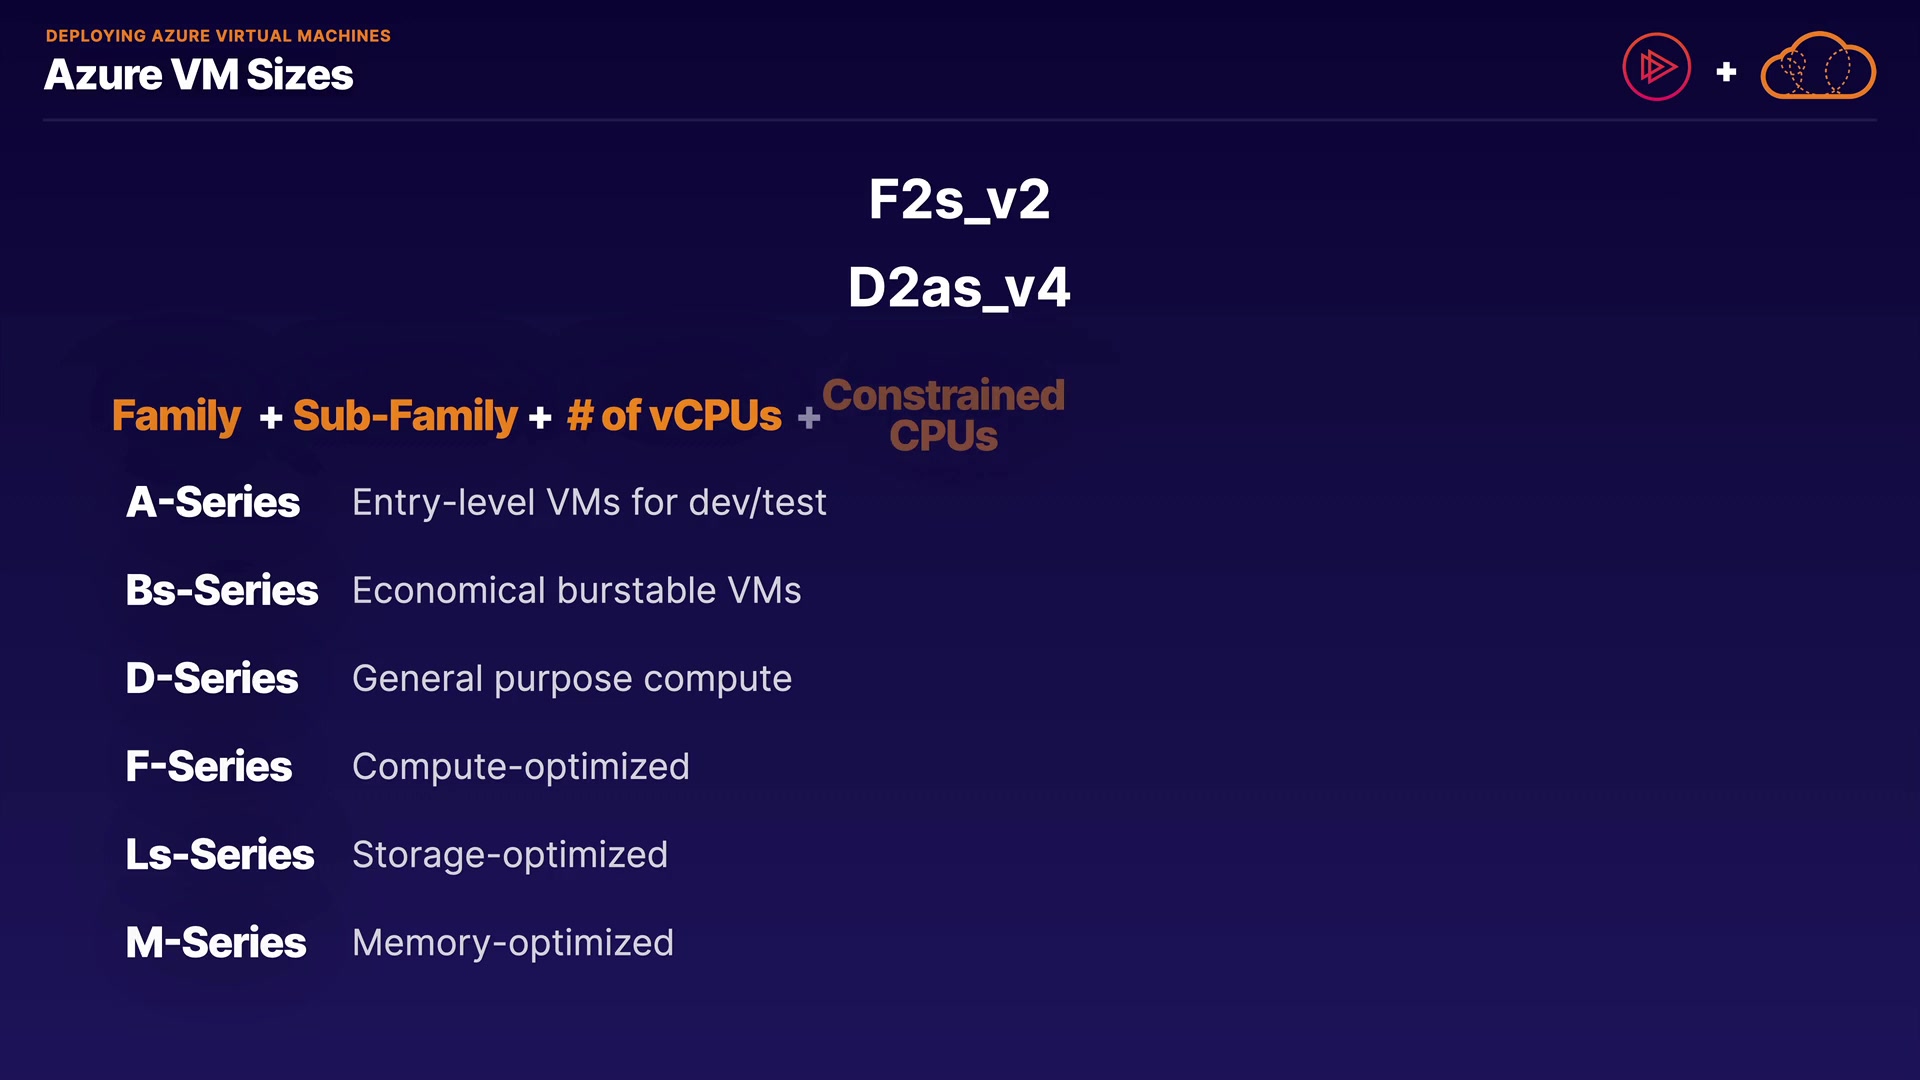 DEPLOYING AZURE VIRTUAL MACHINES
Azure VM Sizes
+
F2s_v2
D2as_v4
Family + Sub-Family + # of vCPUs + Constrained CPUs
A-Series Entry-level VMs for dev/test
Bs-Series Economical burstable VMs
D-Series General purpose compute
F-Series Compute-optimized
Ls-Series Storage-optimized
M-Series Memory-optimized